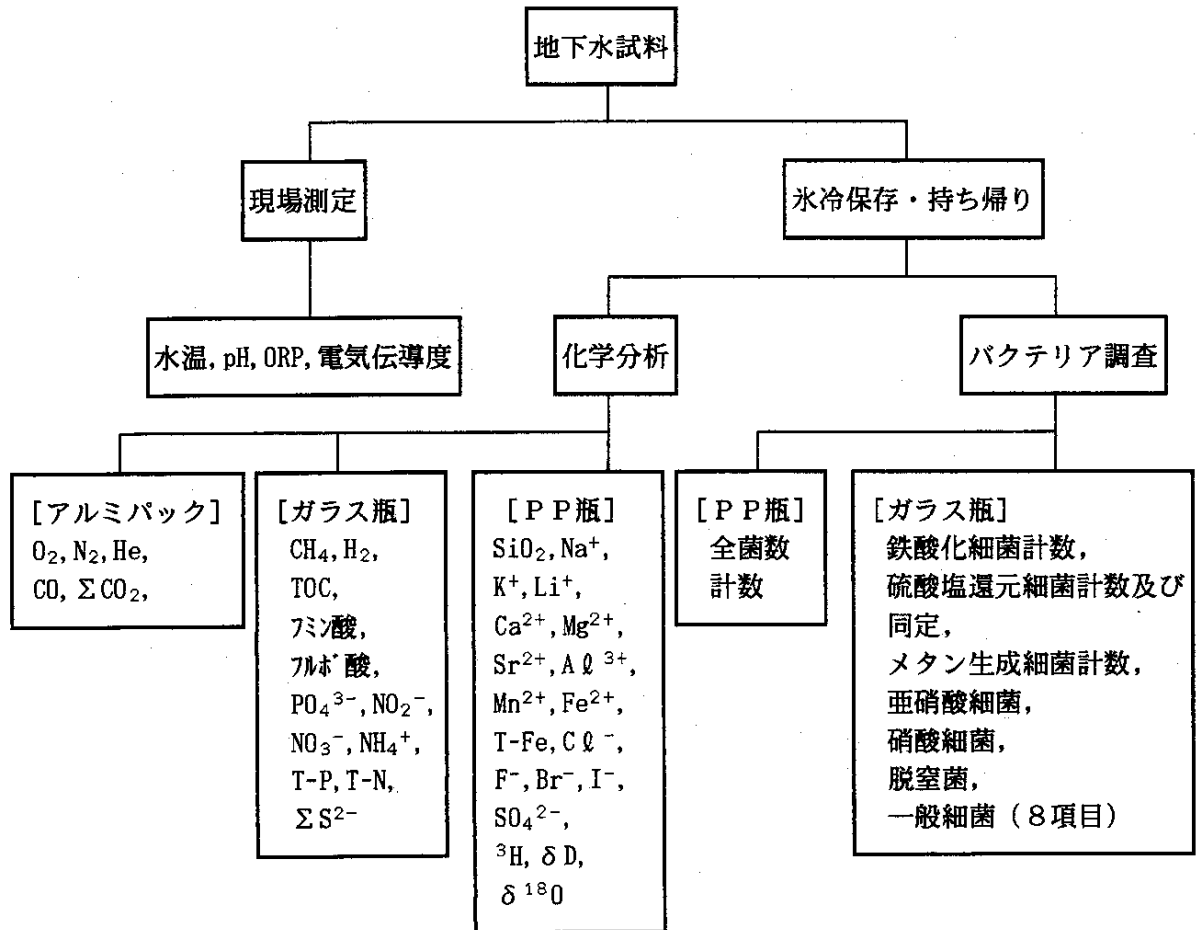 地下水試料
現場測定
氷冷保存・持ち帰り
水温, pH, ORP, 電気伝導度
化学分析
バクテリア調査
[アルミパック]
O₂, N₂, He,
CO, ΣCO₂,
[ガラス瓶]
CH₄, H₂,
TOC,
フミン酸,
フルボ酸,
PO₄³⁻, NO₂⁻,
NO₃⁻, NH₄⁺,
T-P, T-N,
ΣS²⁻
[ＰＰ瓶]
SiO₂, Na⁺,
K⁺, Li⁺,
Ca²⁺, Mg²⁺,
Sr²⁺, Aℓ³⁺,
Mn²⁺, Fe²⁺,
T-Fe, Cℓ⁻,
F⁻, Br⁻, I⁻,
SO₄²⁻,
³H, δD,
δ¹⁸O
[ＰＰ瓶]
全菌数
計数
[ガラス瓶]
鉄酸化細菌計数,
硫酸塩還元細菌計数及び
同定,
メタン生成細菌計数,
亜硝酸細菌,
硝酸細菌,
脱窒菌,
一般細菌（８項目）